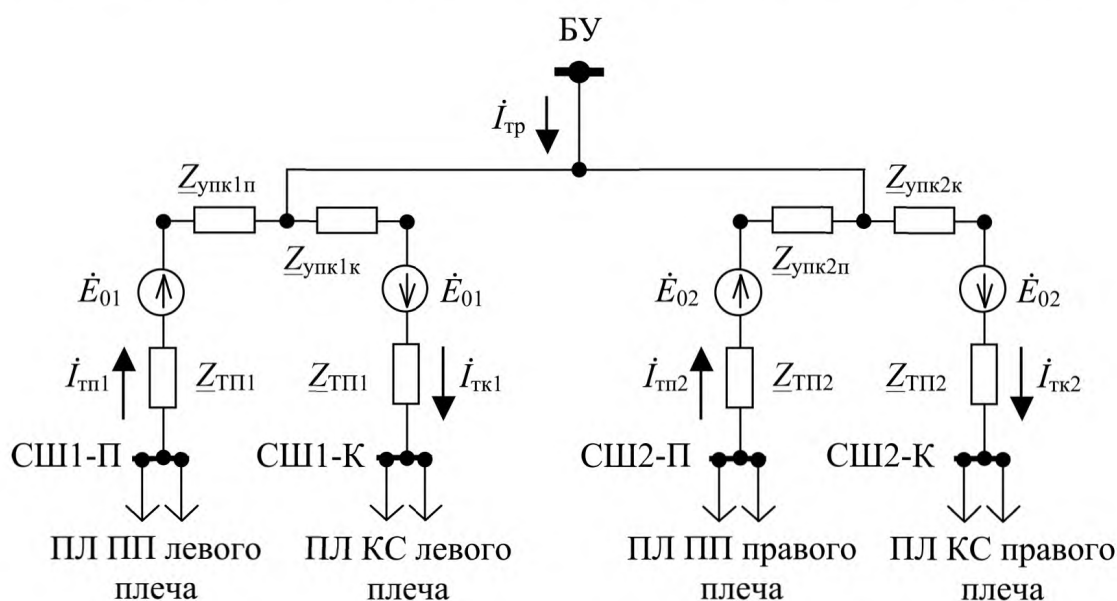 БУ
İтр
Zупк1п
Zупк2к
Zупк1к
Zупк2п
Ė01
Ė01
Ė02
Ė02
İтп1
ZТП1
ZТП1
İтк1
İтп2
ZТП2
ZТП2
İтк2
СШ1-П
СШ1-К
СШ2-П
СШ2-К
ПЛ ПП левого
плеча
ПЛ КС левого
плеча
ПЛ ПП правого
плеча
ПЛ КС правого
плеча